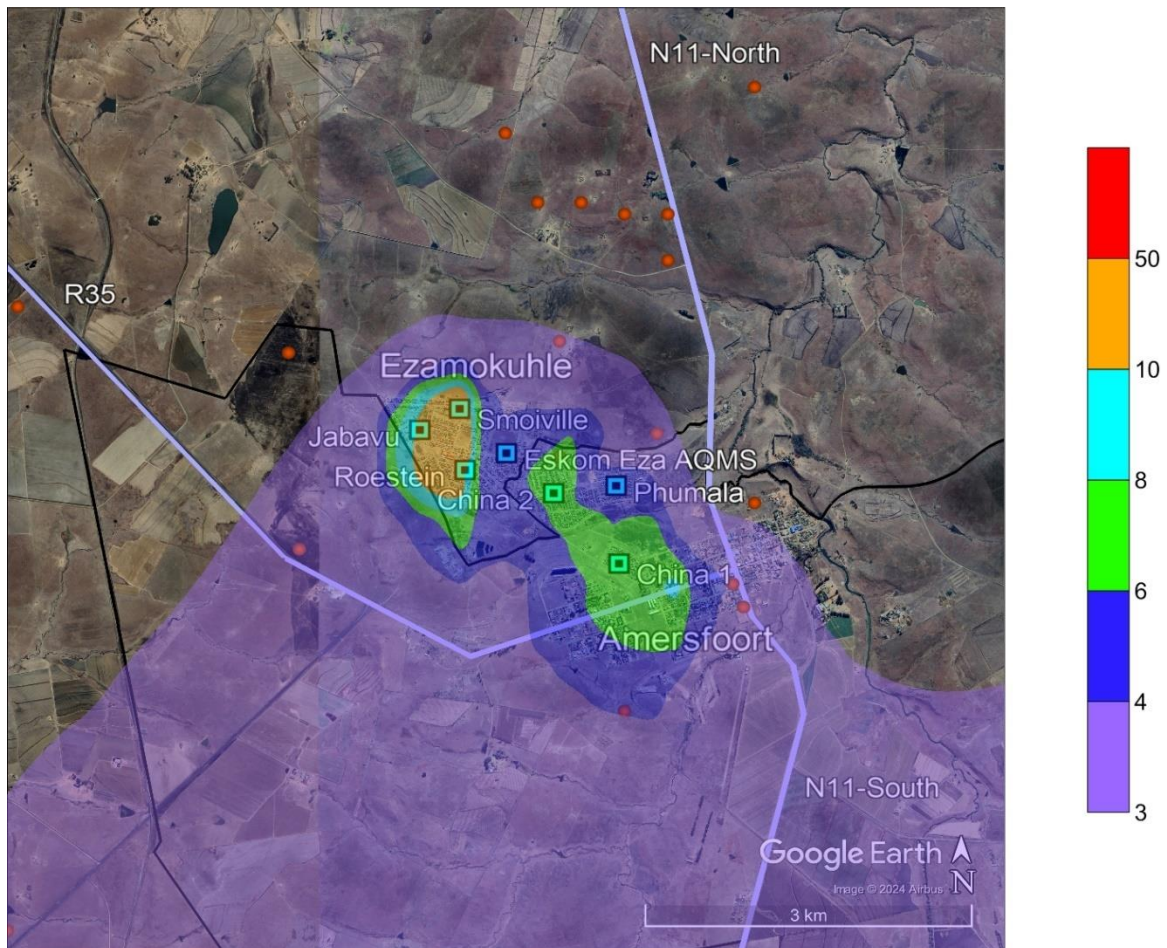 N11-North
50
R35
Ezamokuhle
10
Smoiville
Jabavu
Eskom Eza AQMS
Roestein
8
China 2
Phumala
China 1
6
Amersfoort
4
N11-South
3
Google Earth
Image © 2024 Airbus
N
3 km